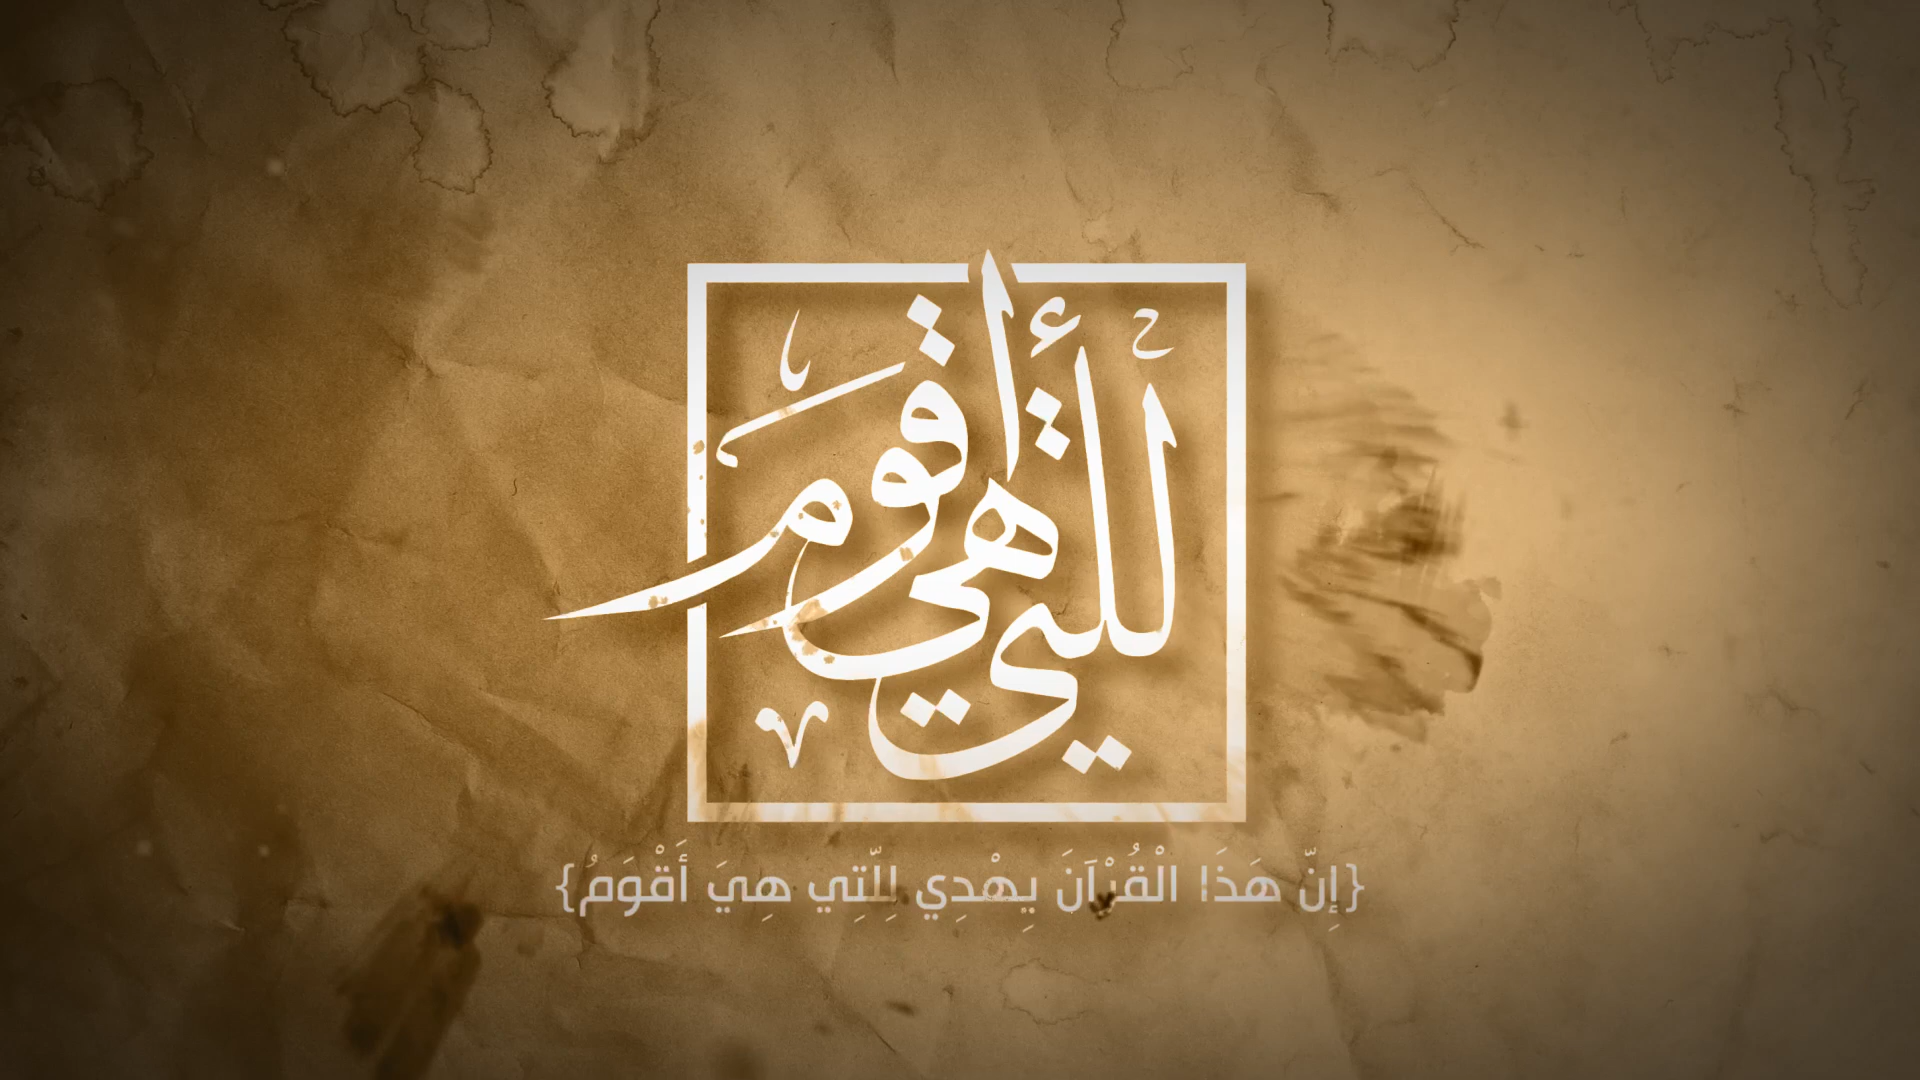 للتي هي أقوم
{إِنّ هَذَا الْقُرْآنَ يِهْدِي لِلّتِي هِيَ أَقْوَمُ}